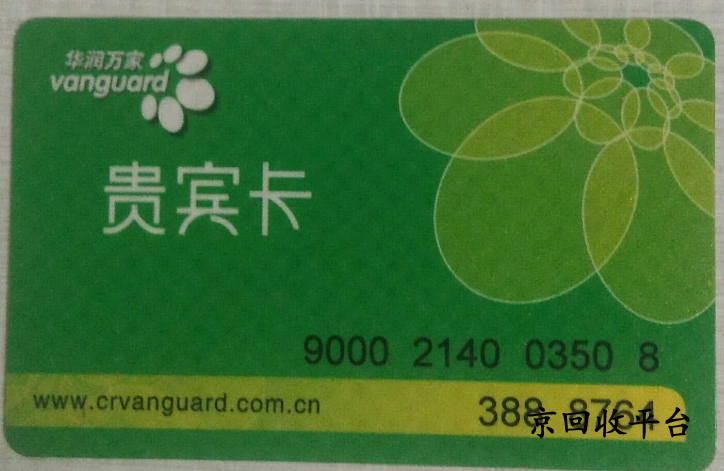 华润万家
vanguard
贵宾卡
9000 2140 0350 8
www.crvanguard.com.cn
388 8761
京回收平台